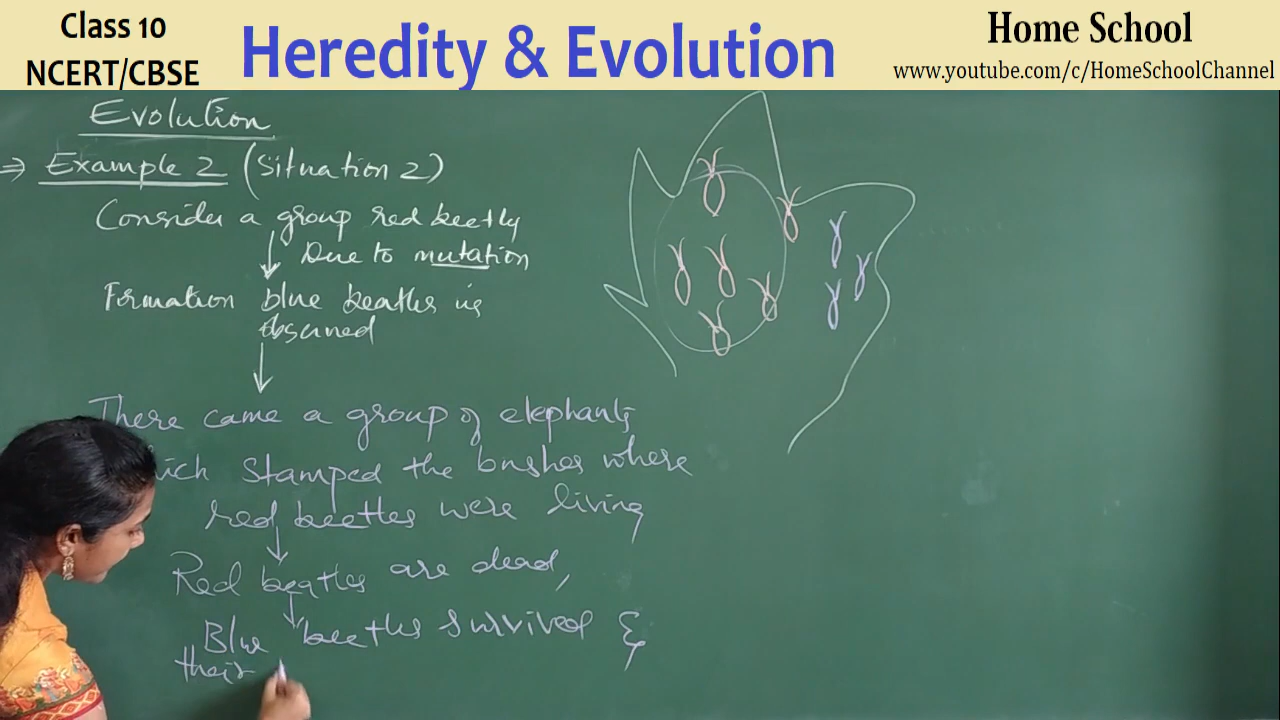 Class 10
NCERT/CBSE
Heredity & Evolution
Home School
www.youtube.com/c/HomeSchoolChannel
Evolution
⇒ Example 2 (Situation 2)
Consider a group red beetly
↓ Due to mutation
Formation blue beatles is
observed
↓
There came a group of elephants
which stamped the bushes where
red beetles were living
↓
Red beatles are dead,
↓
Blue beetles survived &
their